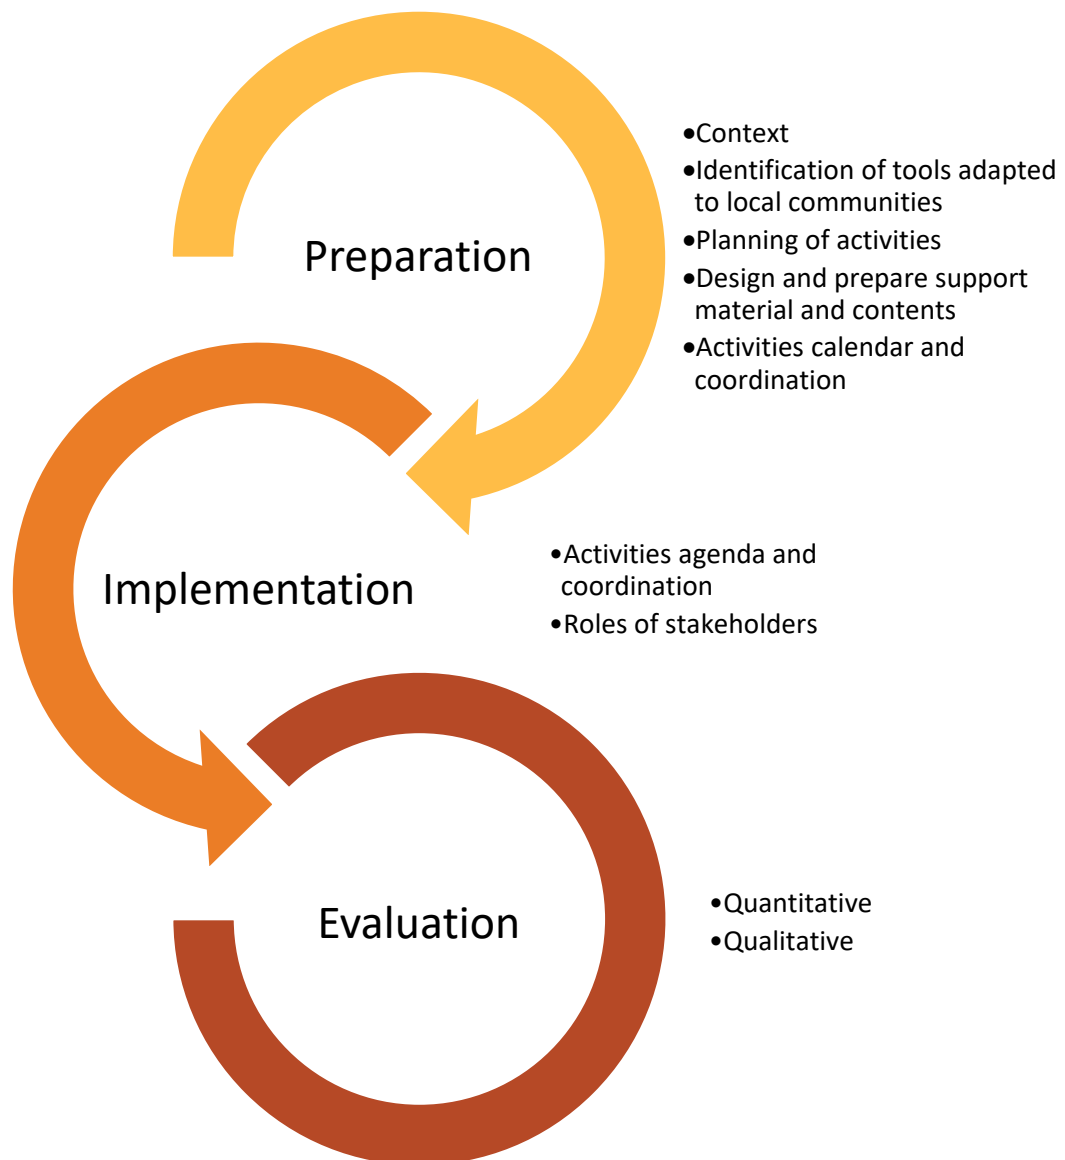 Preparation
•Context
•Identification of tools adapted
to local communities
•Planning of activities
•Design and prepare support
material and contents
•Activities calendar and
coordination
Implementation
•Activities agenda and
coordination
•Roles of stakeholders
Evaluation
•Quantitative
•Qualitative